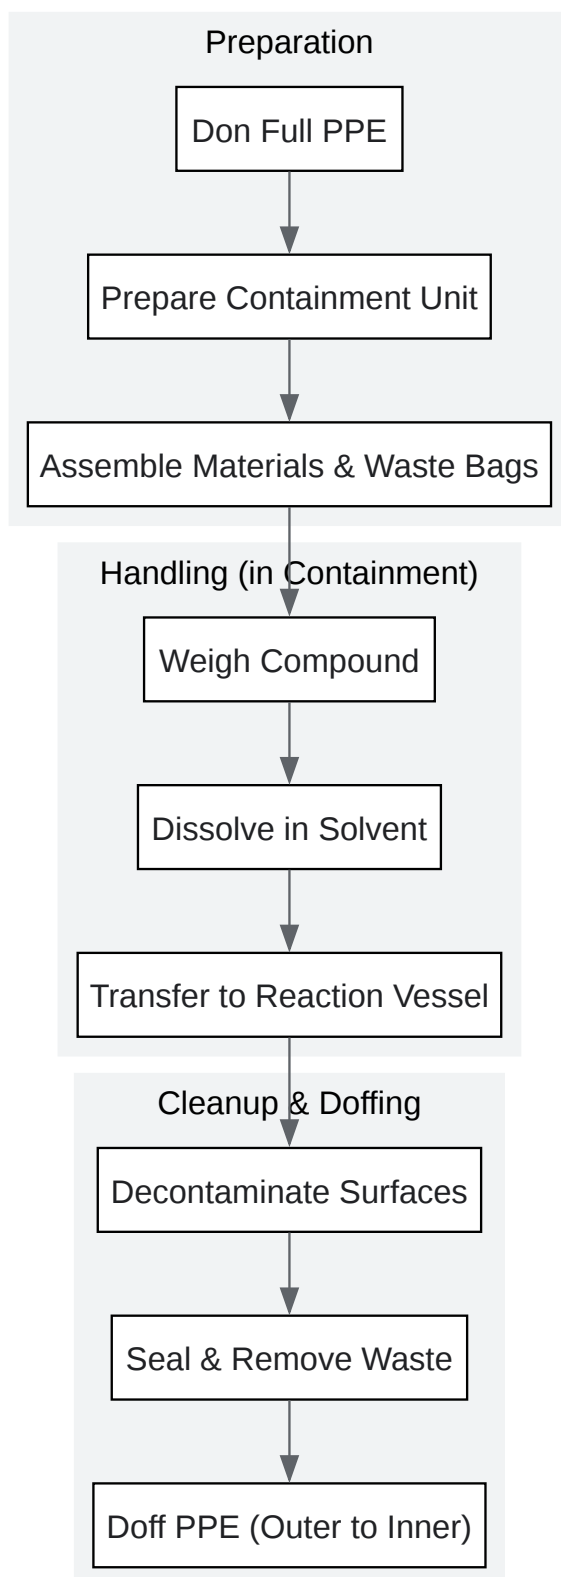 Preparation
Don Full PPE
Prepare Containment Unit
Assemble Materials & Waste Bags
Handling (in Containment)
Weigh Compound
Dissolve in Solvent
Transfer to Reaction Vessel
Cleanup & Doffing
Decontaminate Surfaces
Seal & Remove Waste
Doff PPE (Outer to Inner)